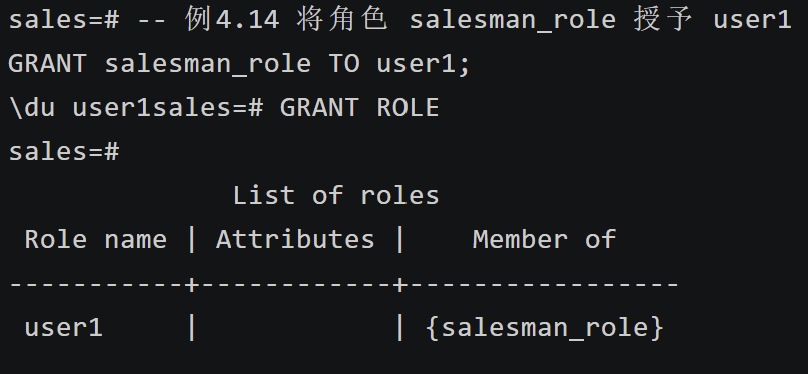 sales=# -- 例4.14 将角色 salesman_role 授予 user1
GRANT salesman_role TO user1;
\du user1sales=# GRANT ROLE
sales=#
List of roles
Role name | Attributes | Member of
-----------+------------+-----------------
user1     |            | {salesman_role}